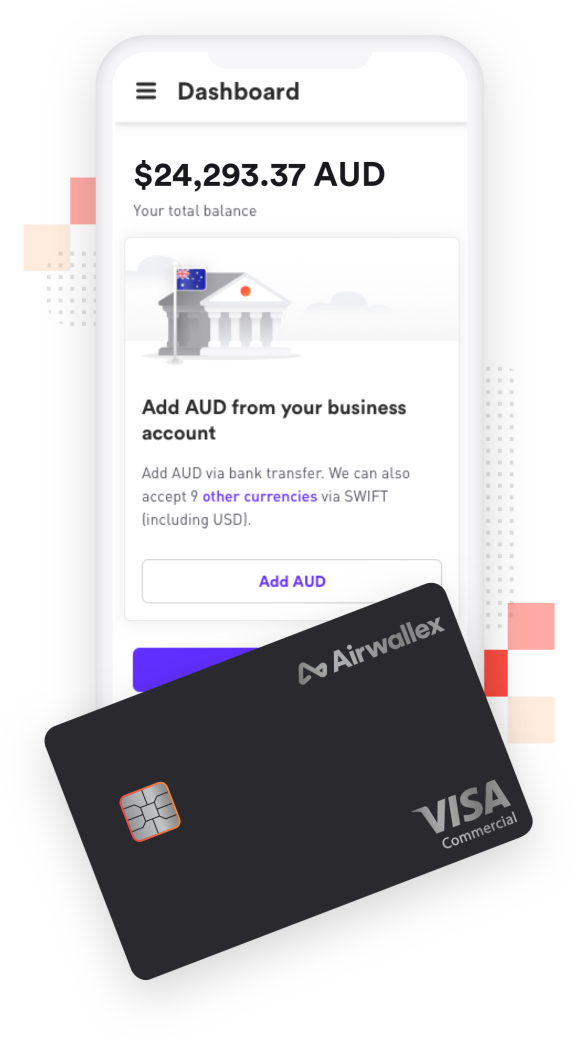 Dashboard
$24,293.37 AUD
Your total balance
Add AUD from your business
account
Add AUD via bank transfer. We can also
accept 9 other currencies via SWIFT
(including USD).
Add AUD
Airwallex
VISA
Commercial